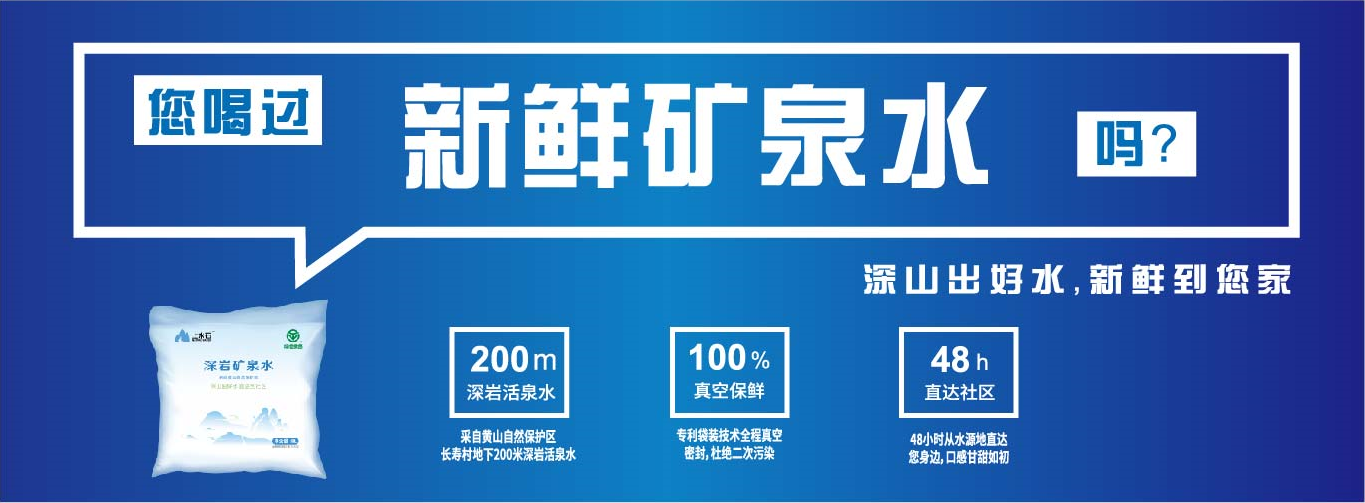 您喝过
新鲜矿泉水
吗?
深山出好水,新鲜到您家
深岩矿泉水
200m
深岩活泉水
采自黄山自然保护区
长寿村地下200米深岩活泉水
100%
真空保鲜
专利袋装技术全程真空
密封,杜绝二次污染
48h
直达社区
48小时从水源地直达
您身边,口感甘甜如初